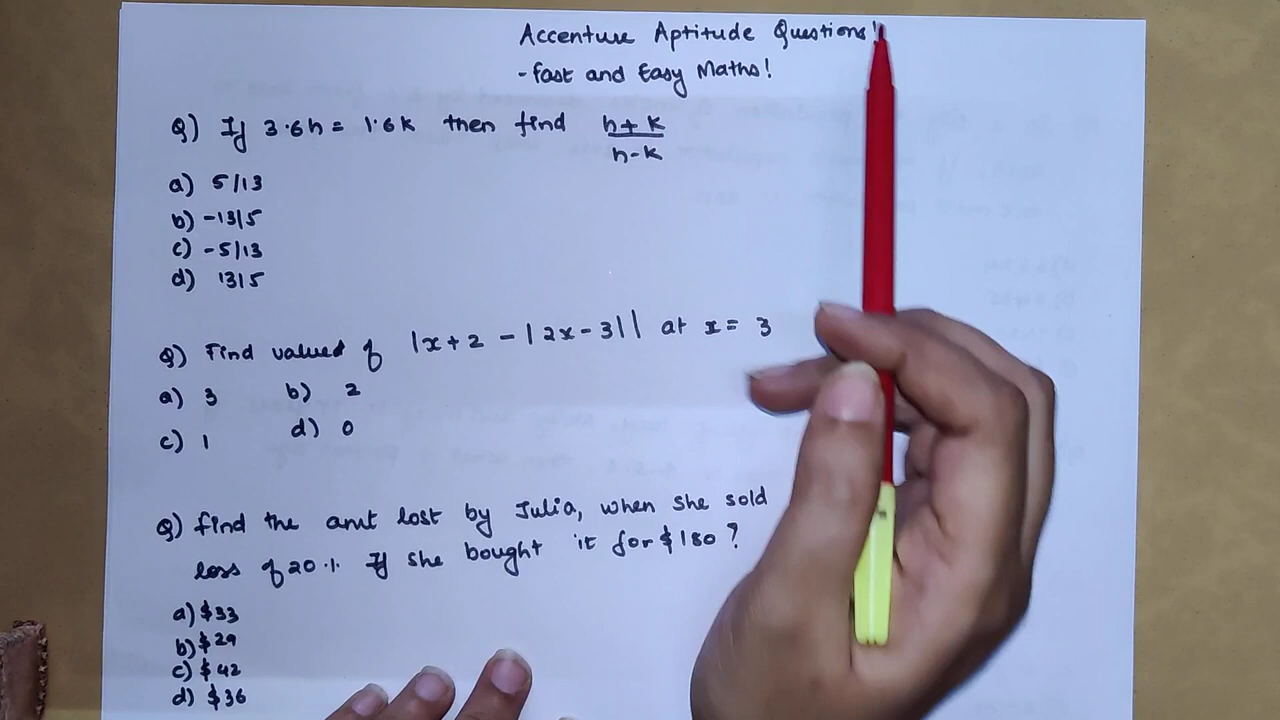 Accenture Aptitude Questions!
- fast and Easy Maths!
Q) If 3.6h = 1.6k then find h+k
h-k
a) 5/13
b) -13/5
c) -5/13
d) 13/5
Q) Find valued of |x+2 - |2x-3|| at x = 3
a) 3 b) 2
c) 1 d) 0
Q) find the amt lost by Julia, when she sold
loss of 20 % If she bought it for $180 ?
a) $33
b) $29
c) $42
d) $36